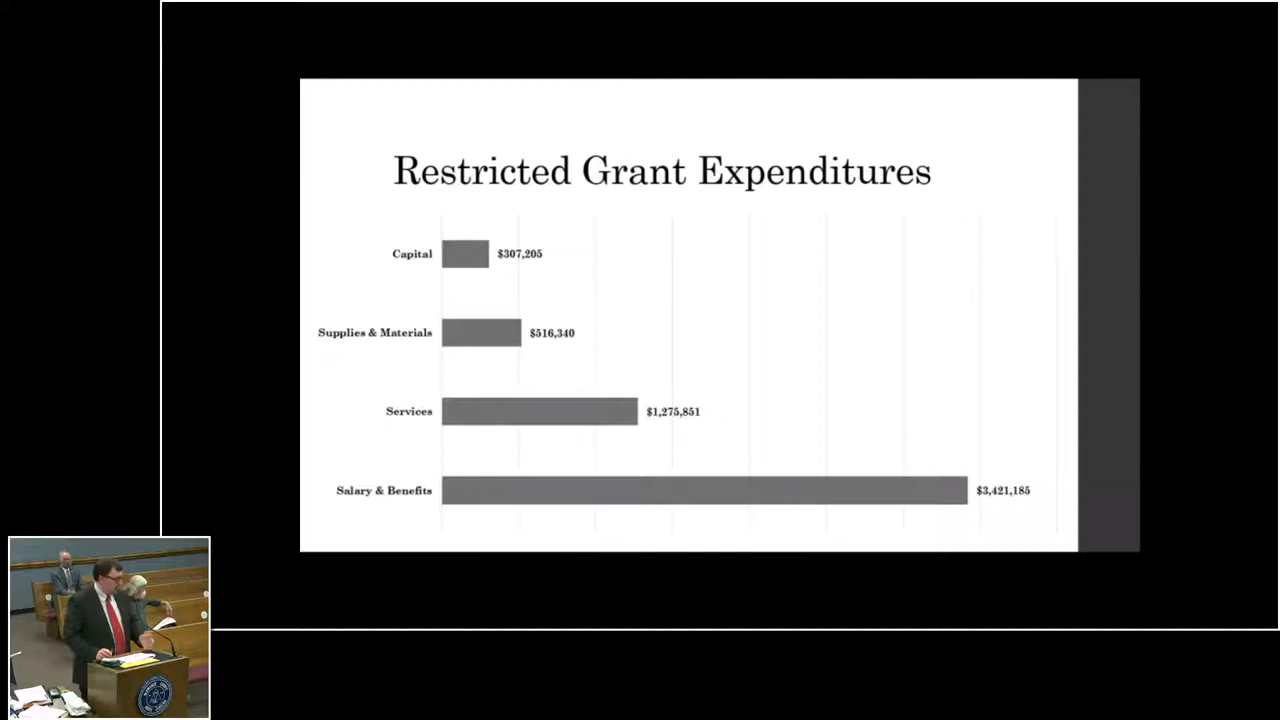 Restricted Grant Expenditures
Capital $307,205
Supplies & Materials $516,340
Services $1,275,851
Salary & Benefits $3,421,185